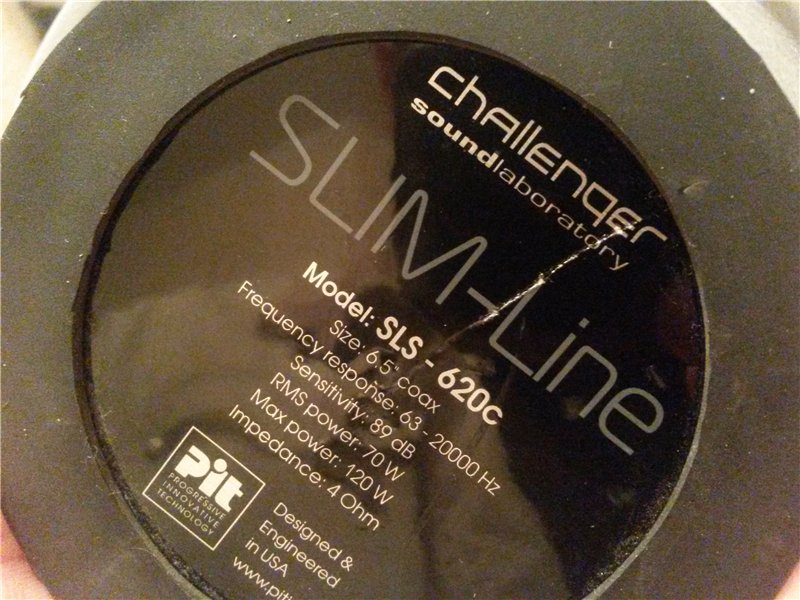 challenger
soundlaboratory
SLIM-Line
Model: SLS - 620c
Size: 6.5" coax
Frequency response: 63 - 20000 Hz
Sensitivity: 89 dB
RMS power: 70 W
Max power: 120 W
Impedance: 4 Ohm
Pit
PROGRESSIVE
INNOVATIVE
TECHNOLOGY
Designed &
Engineered
in USA